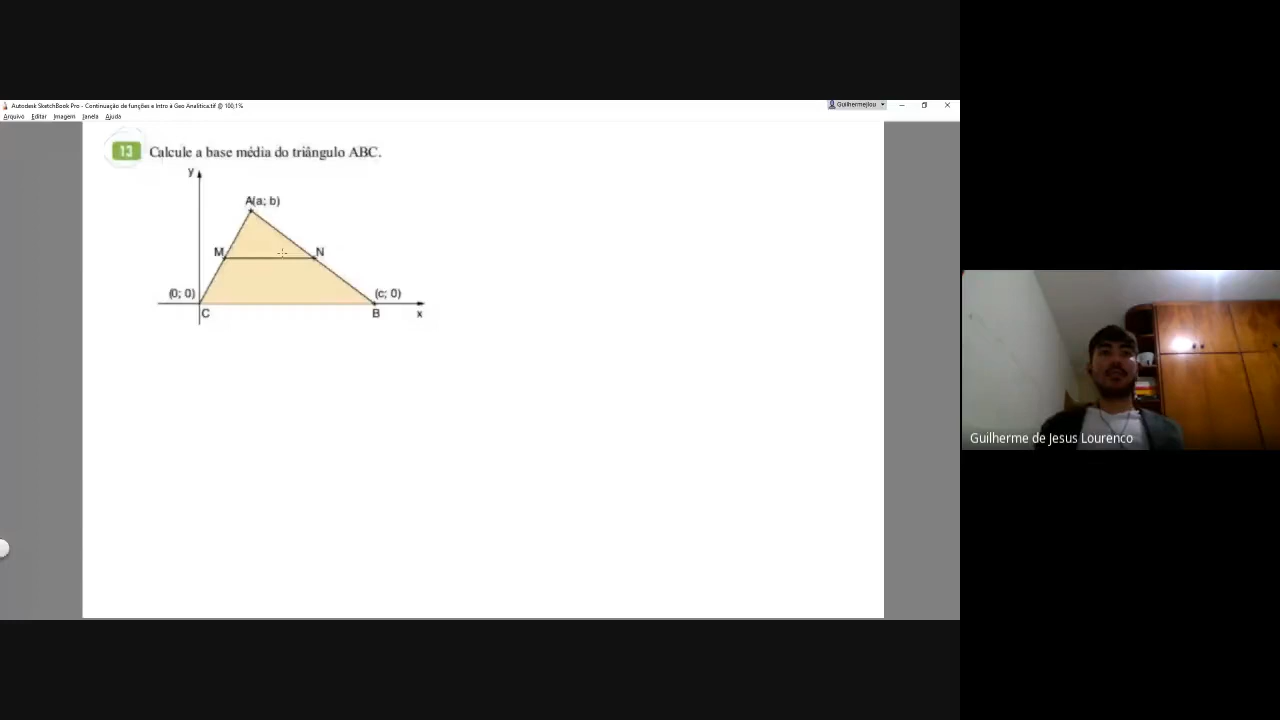 Autodesk SketchBook Pro - Continuação de funções e Intro à Geo Analítica.tif @ 100,1%
Guilhermejlou
Arquivo Editar Imagem Janela Ajuda
13 Calcule a base média do triângulo ABC.
y
A(a; b)
M N
(0; 0) (c; 0)
C B x
Guilherme de Jesus Lourenco